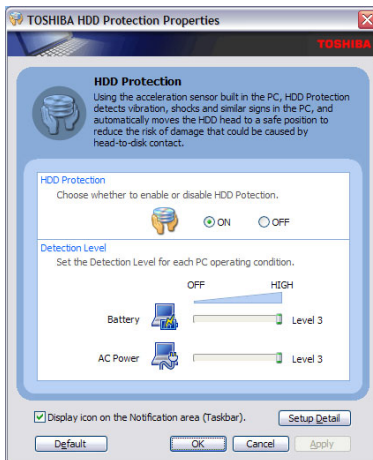 TOSHIBA HDD Protection Properties
TOSHIBA
HDD Protection
Using the acceleration sensor built in the PC, HDD Protection
detects vibration, shocks and similar signs in the PC, and
automatically moves the HDD head to a safe position to
reduce the risk of damage that could be caused by
head-to-disk contact.
HDD Protection
Choose whether to enable or disable HDD Potection.
ON OFF
Detection Level
Set the Detection Level for each PC operating condition.
OFF HIGH
Battery Level 3
AC Power Level 3
Display icon on the Notification area (Taskbar). Setup Detail
Default OK Cancel Apply